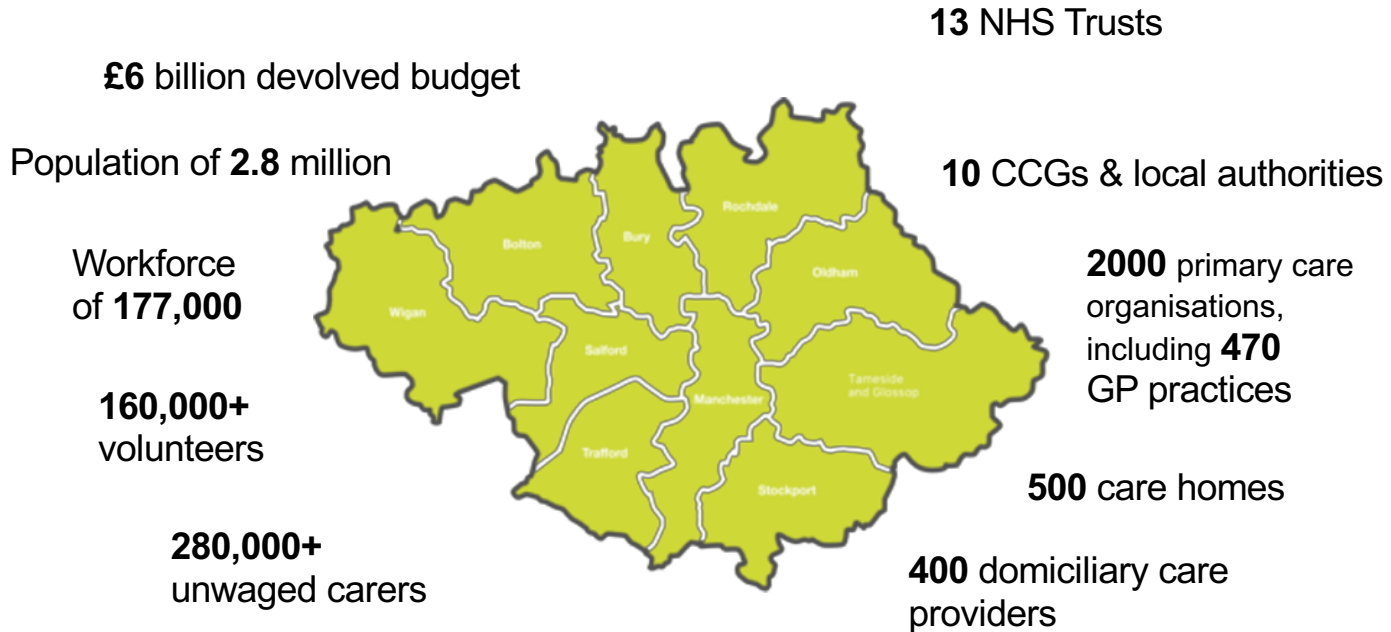 13 NHS Trusts
£6 billion devolved budget
Population of 2.8 million
10 CCGs & local authorities
Workforce
of 177,000
2000 primary care
organisations,
including 470
GP practices
160,000+
volunteers
500 care homes
280,000+
unwaged carers
400 domiciliary care
providers
Rochdale
Bolton
Bury
Oldham
Wigan
Salford
Tameside
and Glossop
Manchester
Trafford
Stockport